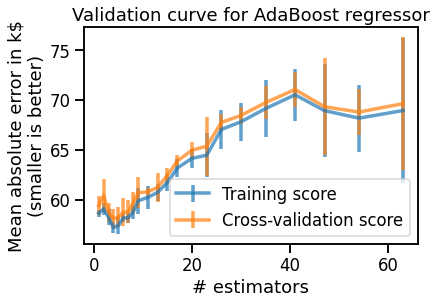 Validation curve for AdaBoost regressor
Mean absolute error in k$
(smaller is better)
75
70
65
60
Training score
Cross-validation score
0
20
40
60
# estimators